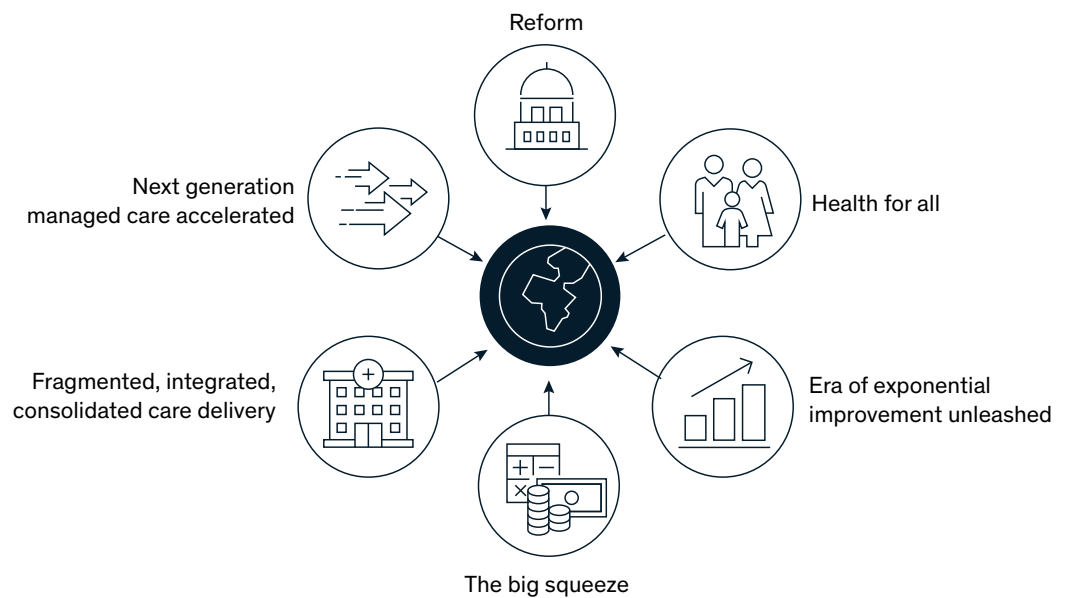 Reform
Next generation
managed care accelerated
Health for all
Fragmented, integrated,
consolidated care delivery
Era of exponential
improvement unleashed
The big squeeze